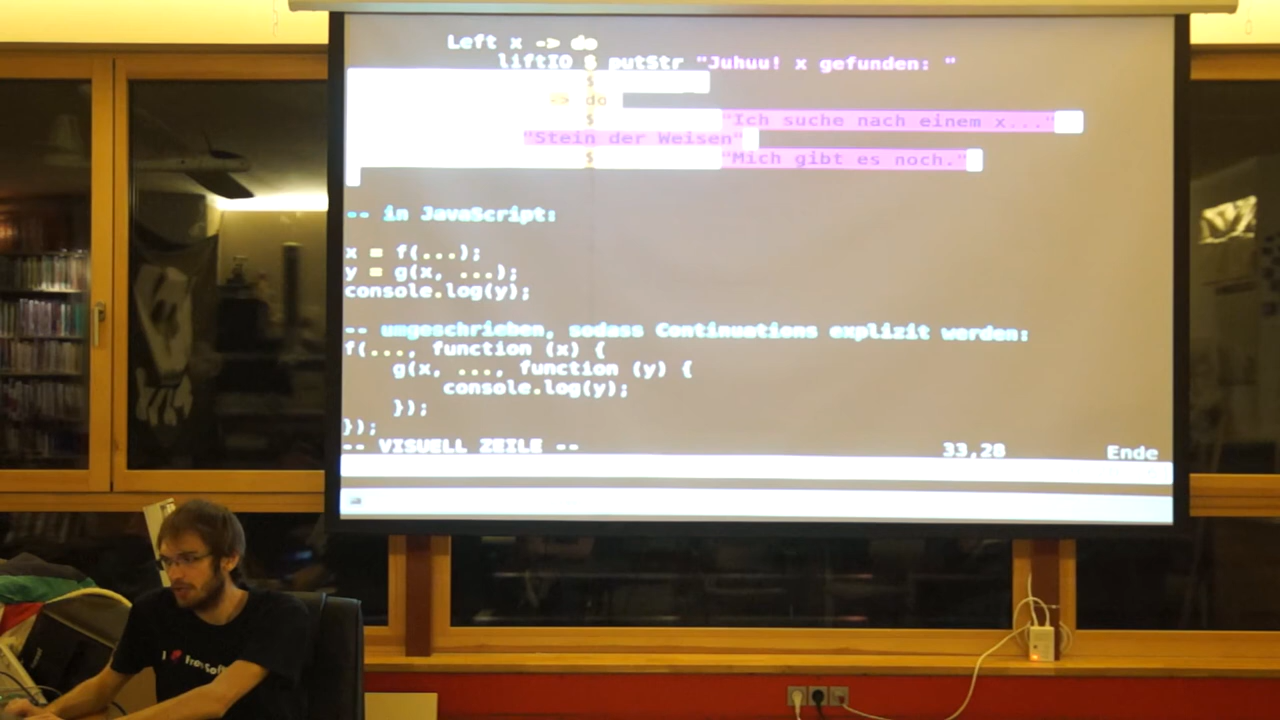 Left x -> do
liftIO $ putStr "Juhuu! x gefunden: "
$
-> do
$ "Ich suche nach einem x..."
"Stein der Weisen"
$ "Mich gibt es noch."
-- in JavaScript:
x = f(...);
y = g(x, ...);
console.log(y);
-- umgeschrieben, sodass Continuations explizit werden:
f(..., function (x) {
g(x, ..., function (y) {
console.log(y);
});
});
-- VISUELL ZEILE -- 33,28 Ende
I